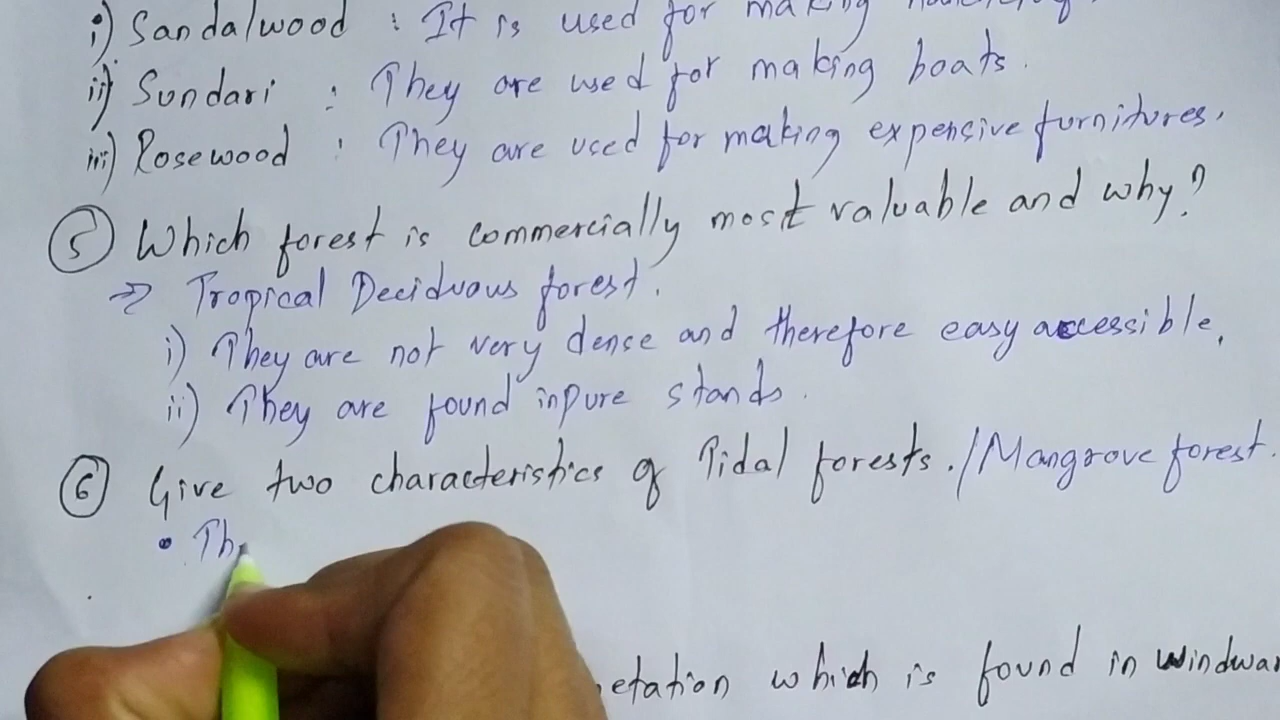 i) Sandalwood : It is used for making
ii) Sundari : They are used for making boats.
iii) Rosewood : They are used for making expensive furnitures.
5 Which forest is commercially most valuable and why?
⇒ Tropical Deciduous forest.
i) They are not very dense and therefore easy accessible.
ii) They are found inpure stands.
6 Give two characteristics of Tidal forests./Mangrove forest.
• Th
etation which is found in windwar